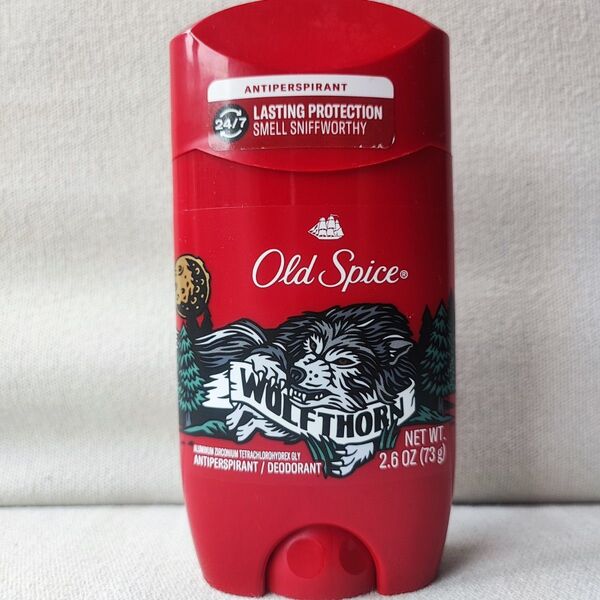 ANTIPERSPIRANT
24/7
LASTING PROTECTION
SMELL SNIFFWORTHY
Old Spice®
WOLFTHORN
ALUMINUM ZIRCONIUM TETRACHLOROHYDREX GLY
ANTIPERSPIRANT / DEODORANT
NET WT.
2.6 OZ (73 g)